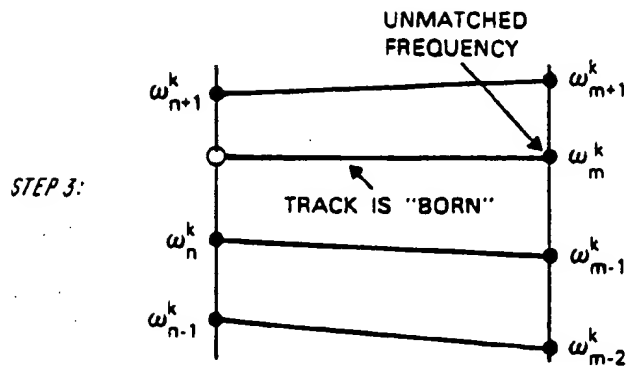 UNMATCHED
FREQUENCY
ω^k_{n+1}
ω^k_{m+1}
ω^k_m
STEP 3:
TRACK IS "BORN"
ω^k_n
ω^k_{m-1}
ω^k_{n-1}
ω^k_{m-2}